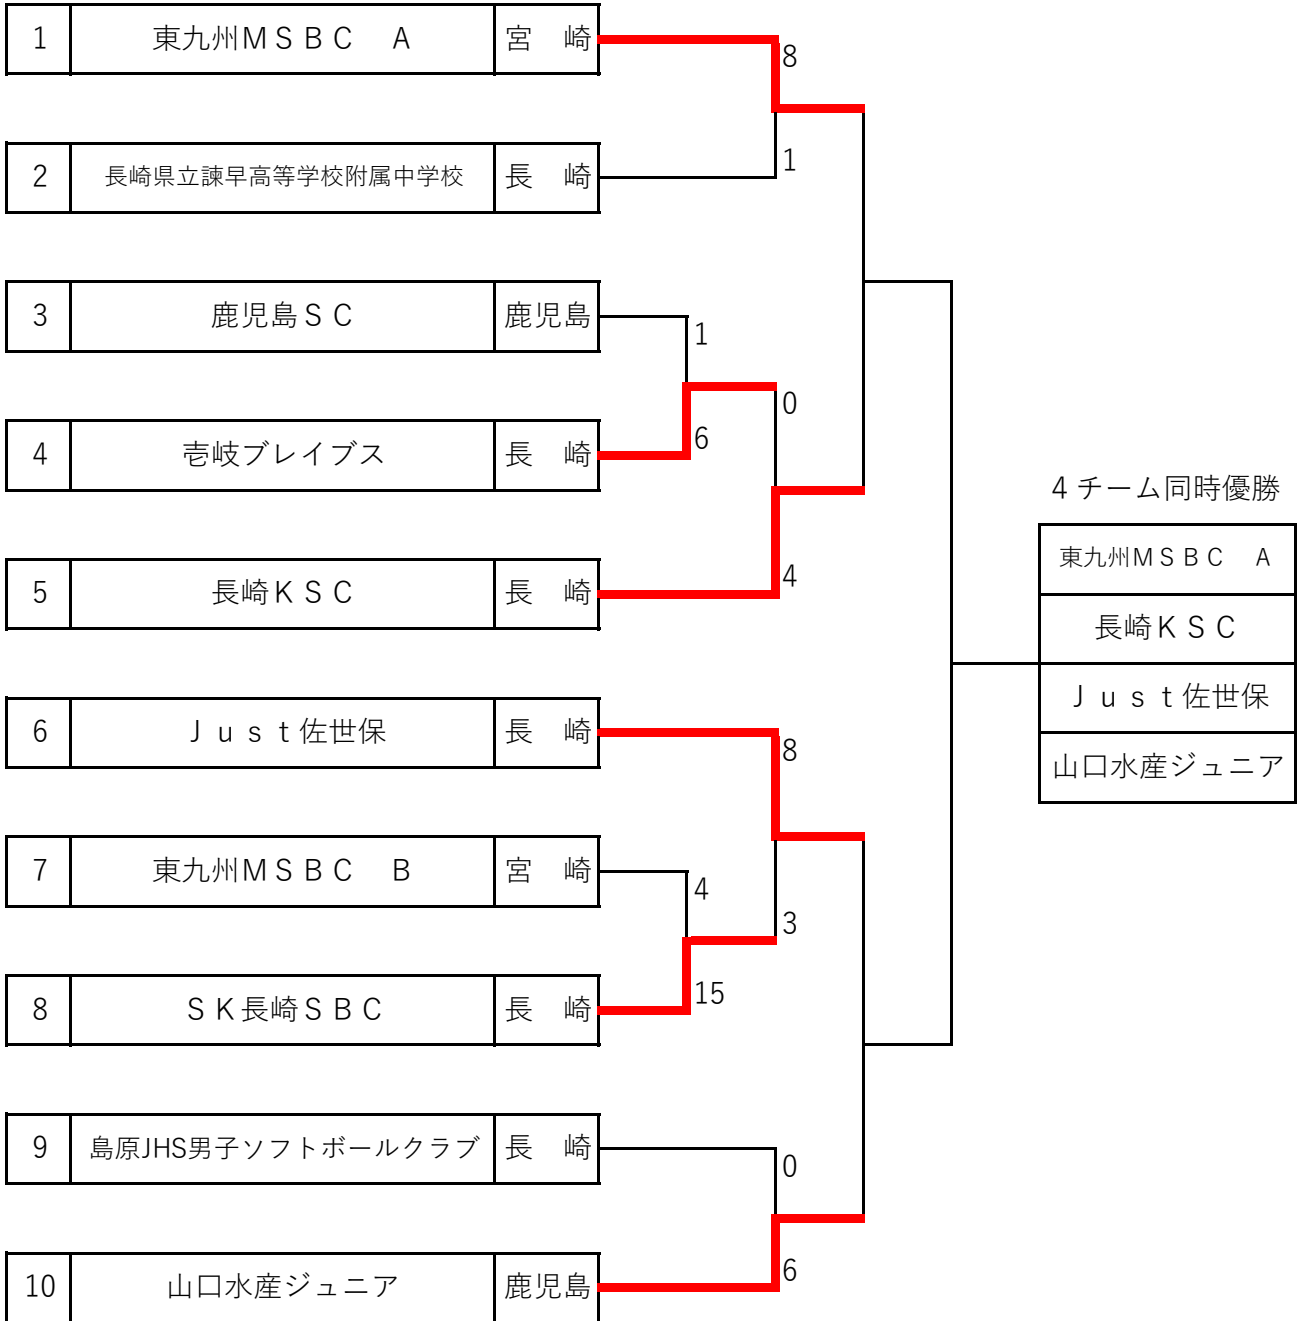 1 東九州ＭＳＢＣ　Ａ 宮　崎
8
1
2 長崎県立諫早高等学校附属中学校 長　崎
3 鹿児島ＳＣ 鹿児島
1
0
6
4 壱岐ブレイブス 長　崎
4
5 長崎ＫＳＣ 長　崎
6 Ｊｕｓｔ佐世保 長　崎
8
7 東九州ＭＳＢＣ　Ｂ 宮　崎
4
3
15
8 ＳＫ長崎ＳＢＣ 長　崎
9 島原JHS男子ソフトボールクラブ 長　崎
0
6
10 山口水産ジュニア 鹿児島
４チーム同時優勝
東九州ＭＳＢＣ　Ａ
長崎ＫＳＣ
Ｊｕｓｔ佐世保
山口水産ジュニア